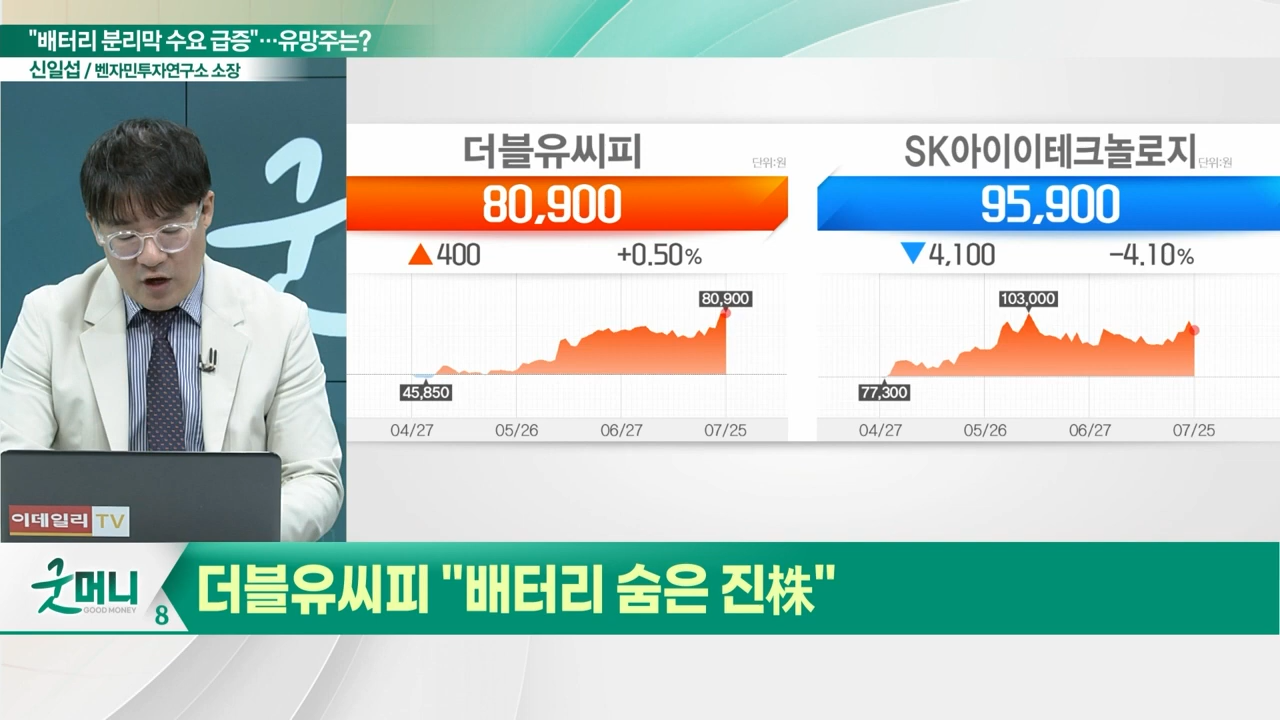 "배터리 분리막 수요 급증"…유망주는?
신일섭 / 벤자민투자연구소 소장
더블유씨피
단위:원
80,900
▲400 +0.50%
80,900
45,850
04/27 05/26 06/27 07/25
SK아이이테크놀로지
단위:원
95,900
▼4,100 -4.10%
103,000
77,300
04/27 05/26 06/27 07/25
굿
이데일리 TV
굿머니
GOOD MONEY
8
더블유씨피 "배터리 숨은 진株"